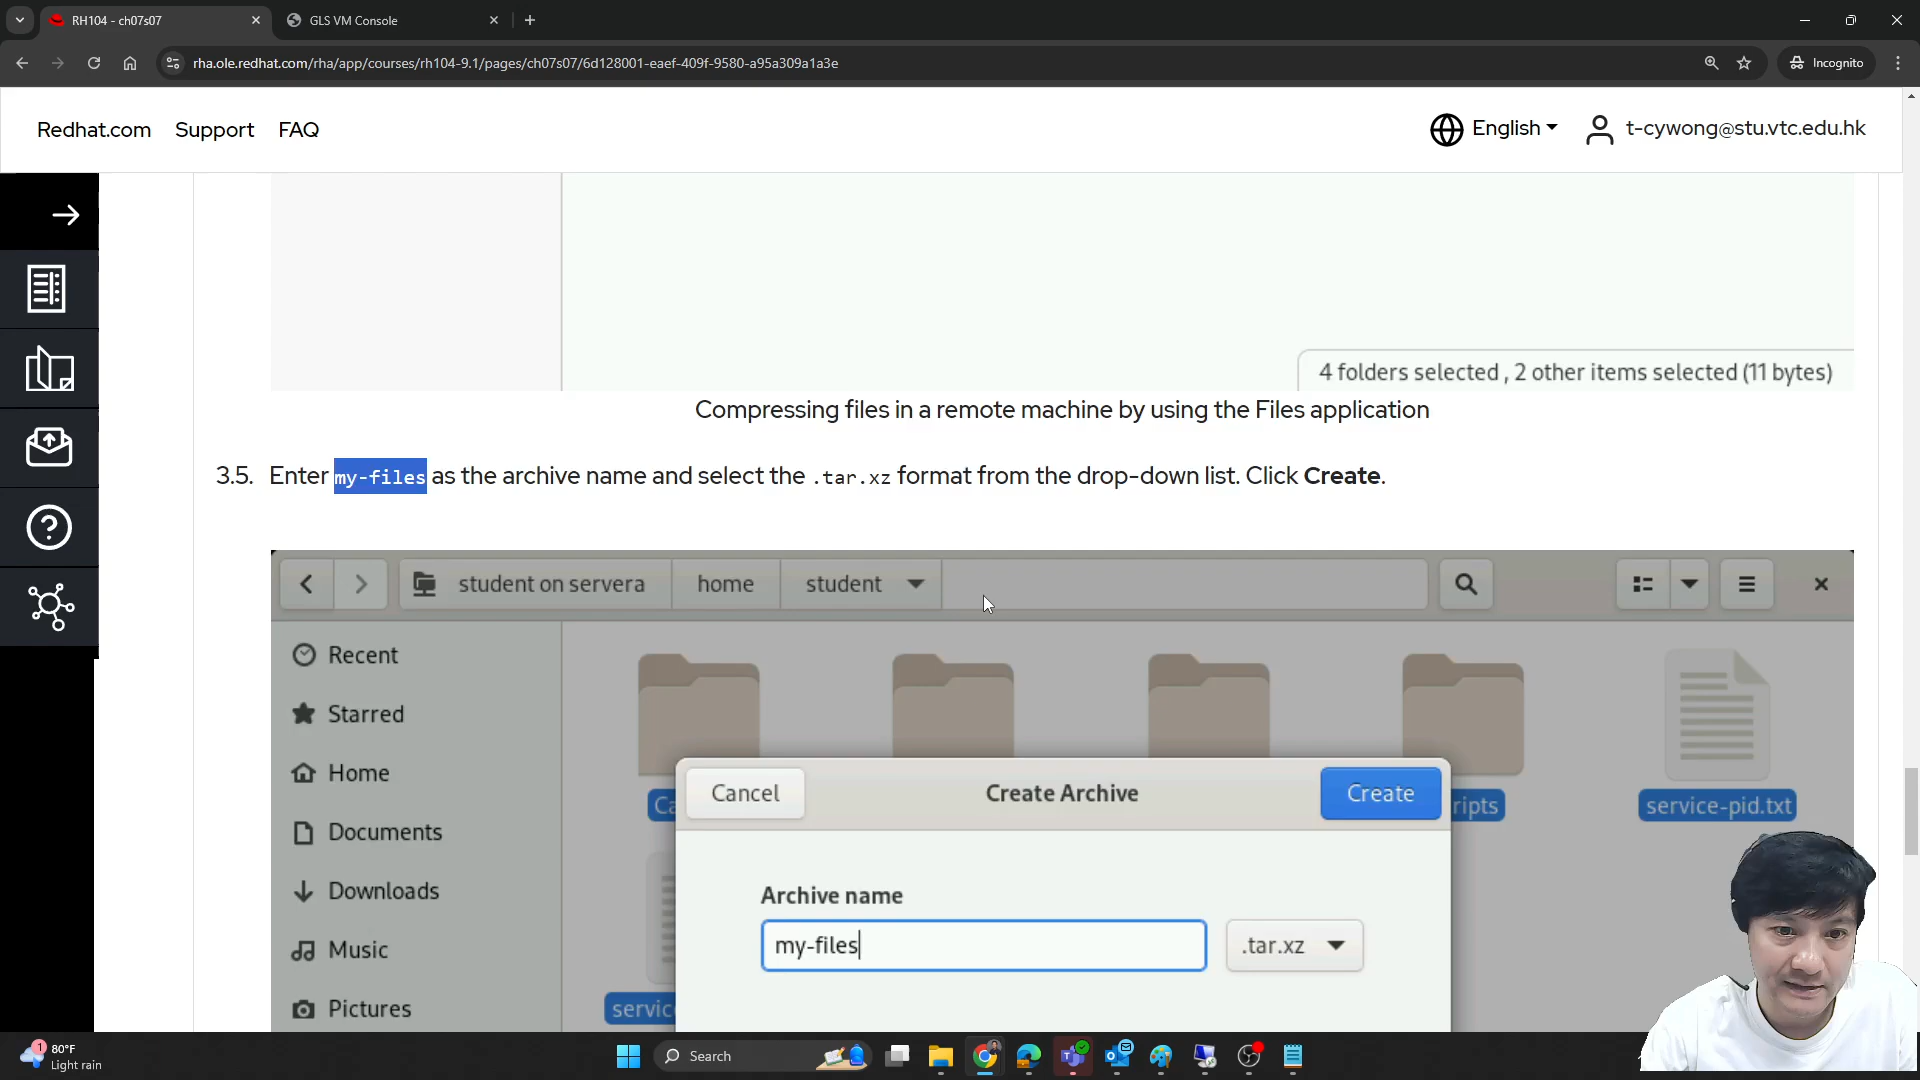 RH104 - ch07s07
GLS VM Console
rha.ole.redhat.com/rha/app/courses/rh104-9.1/pages/ch07s07/6d128001-eaef-409f-9580-a95a309a1a3e
Incognito
Redhat.com Support FAQ
English
t-cywong@stu.vtc.edu.hk
4 folders selected , 2 other items selected (11 bytes)
Compressing files in a remote machine by using the Files application
3.5. Enter my-files as the archive name and select the .tar.xz format from the drop-down list. Click Create.
student on servera home student
Recent
Starred
Home
Documents
Downloads
Music
Pictures
Ca
ripts
service-pid.txt
servic
Cancel
Create Archive
Create
Archive name
my-files
.tar.xz
1
80°F
Light rain
Search